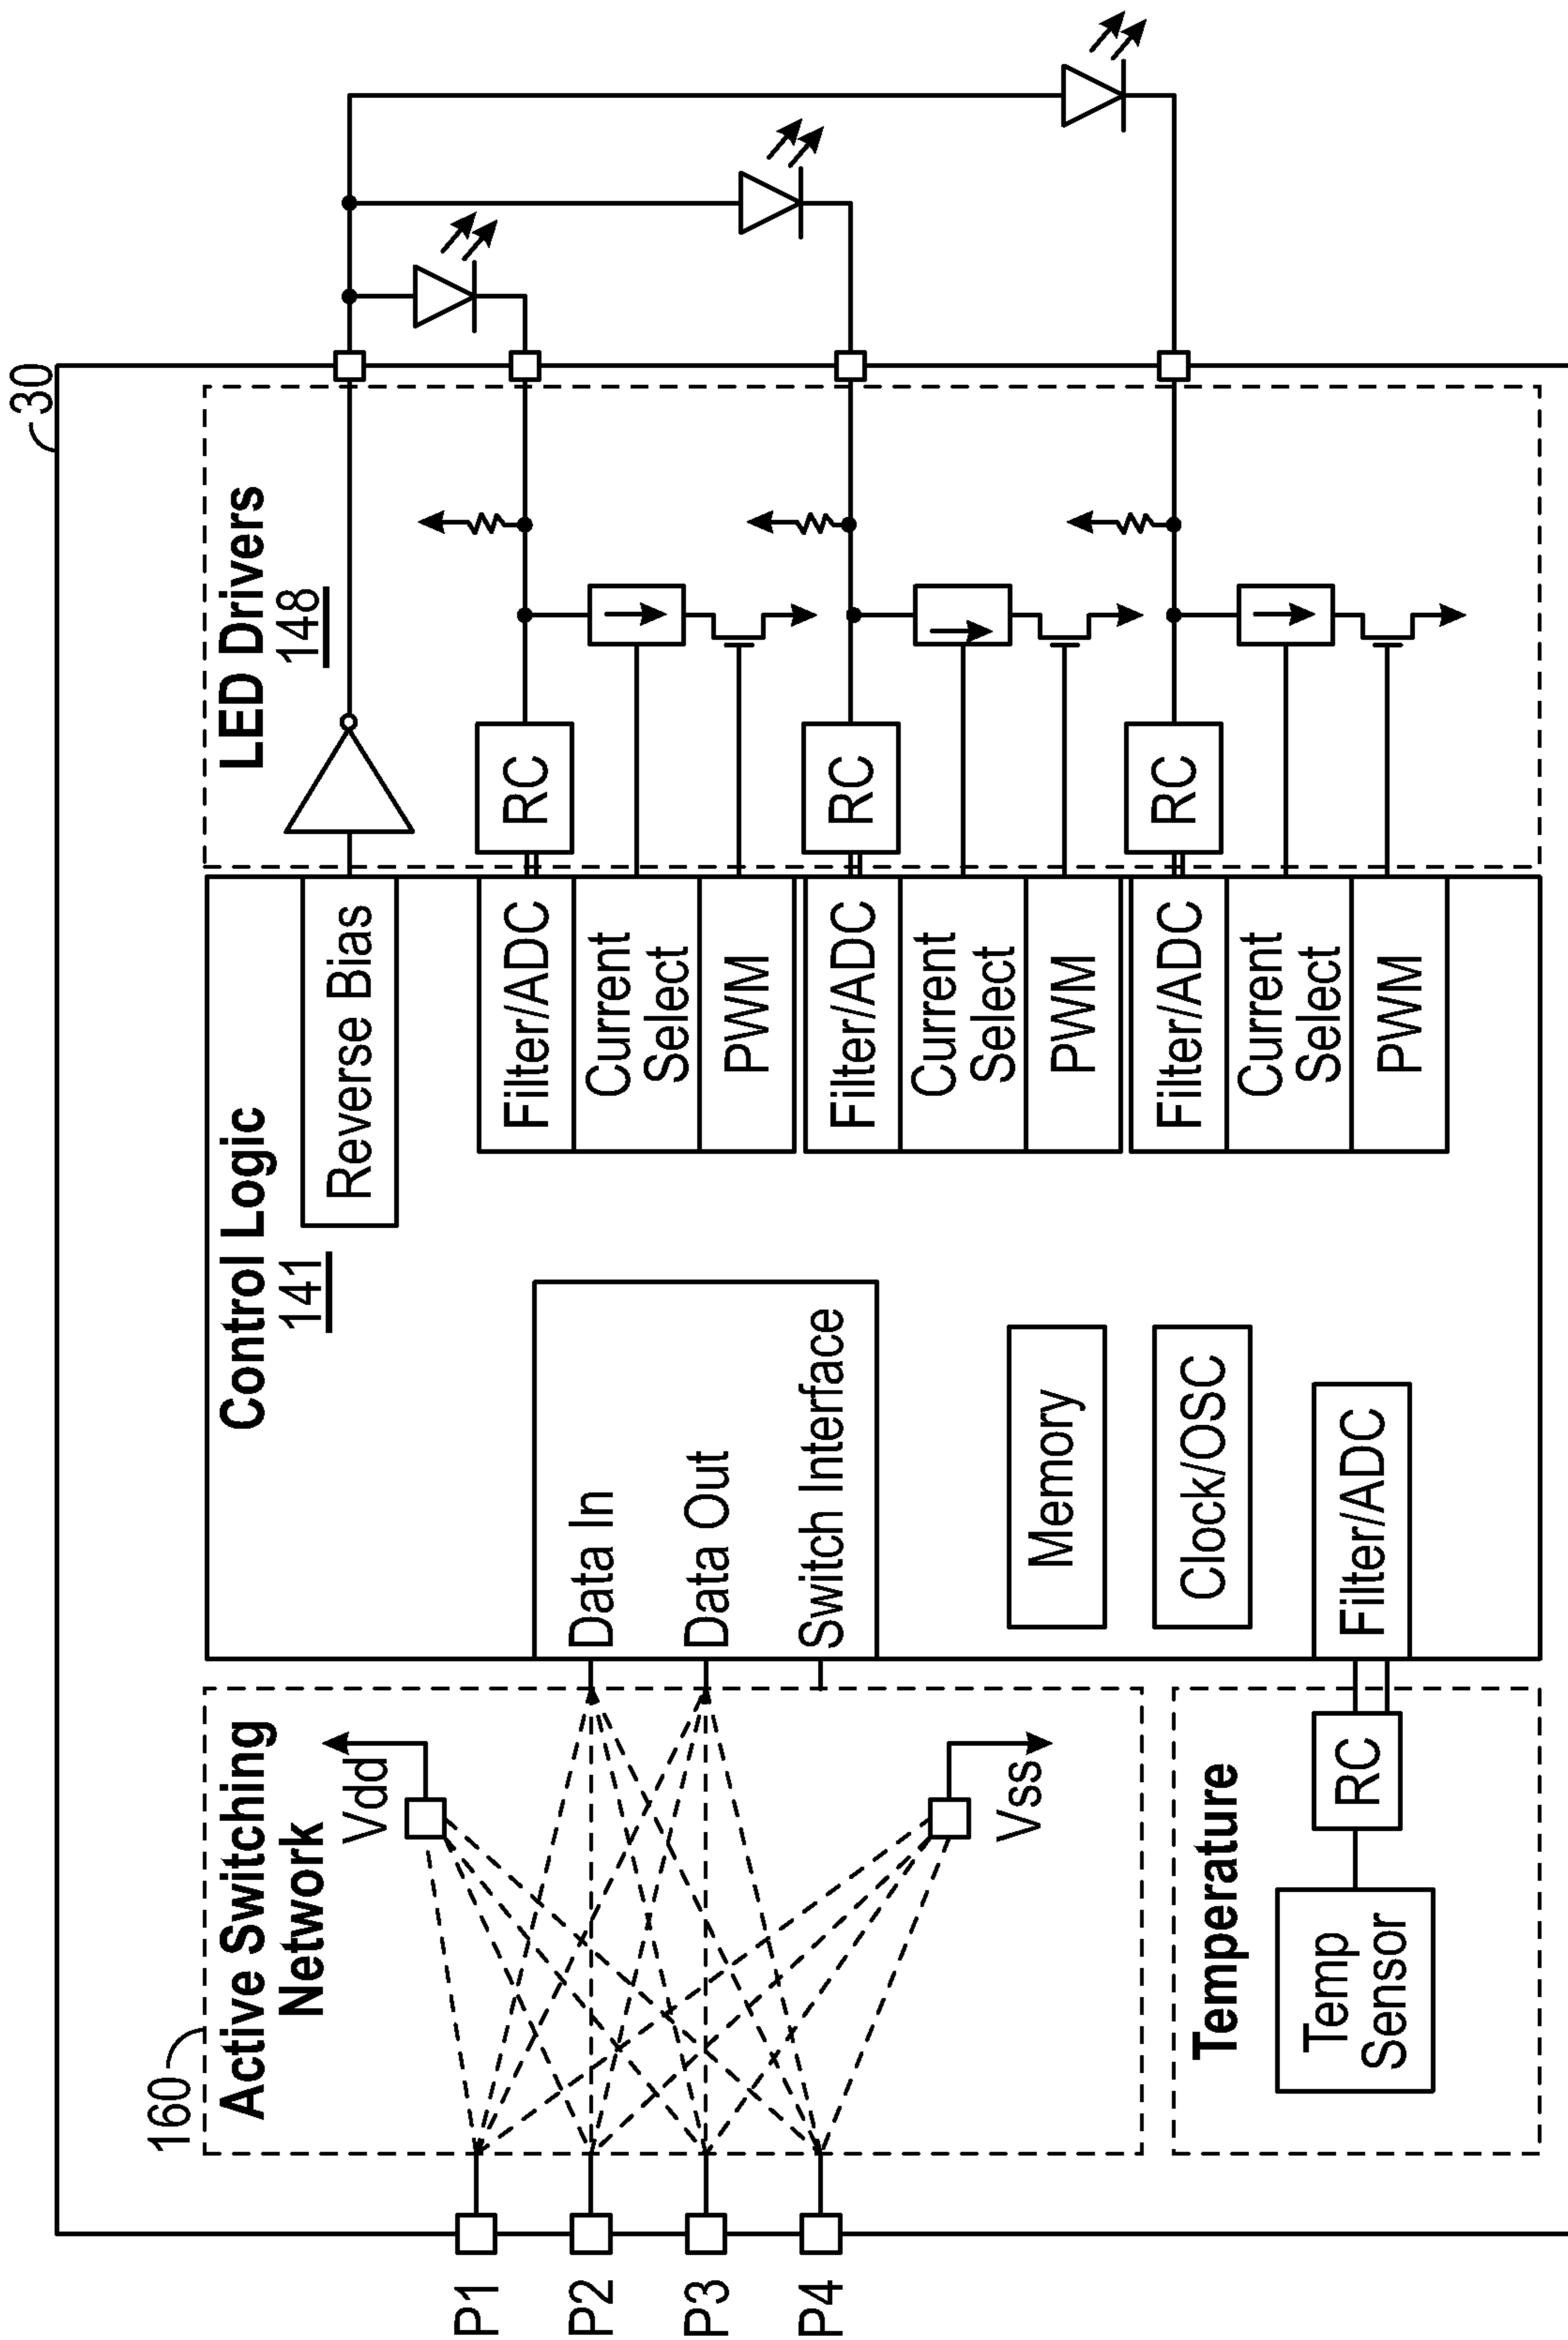 30
160
Active Switching
Network
Vdd
Vss
P1
P2
P3
P4
Temperature
Temp
Sensor
RC
Control Logic
141
Reverse Bias
Data In
Data Out
Switch Interface
Memory
Clock/OSC
Filter/ADC
Filter/ADC
Current
Select
PWM
Filter/ADC
Current
Select
PWM
Filter/ADC
Current
Select
PWM
LED Drivers
148
RC
RC
RC